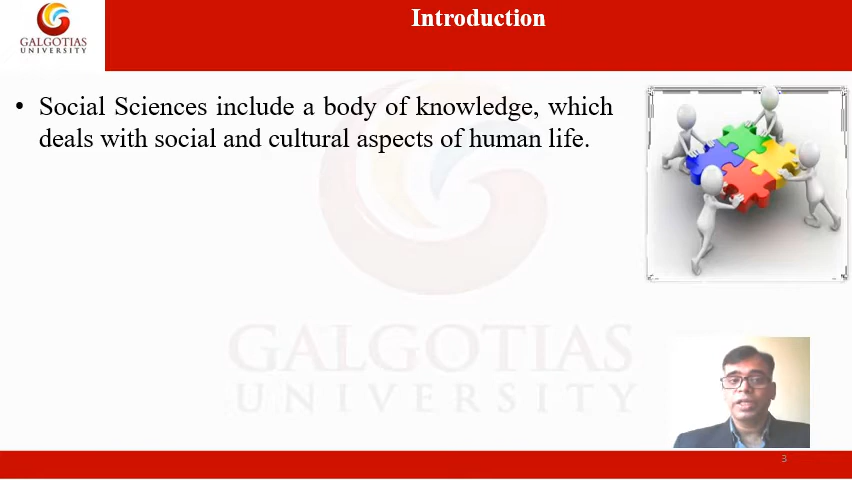 Introduction
GALGOTIAS
UNIVERSITY
• Social Sciences include a body of knowledge, which
deals with social and cultural aspects of human life.
GALGOTIAS
UNIVERSITY
3